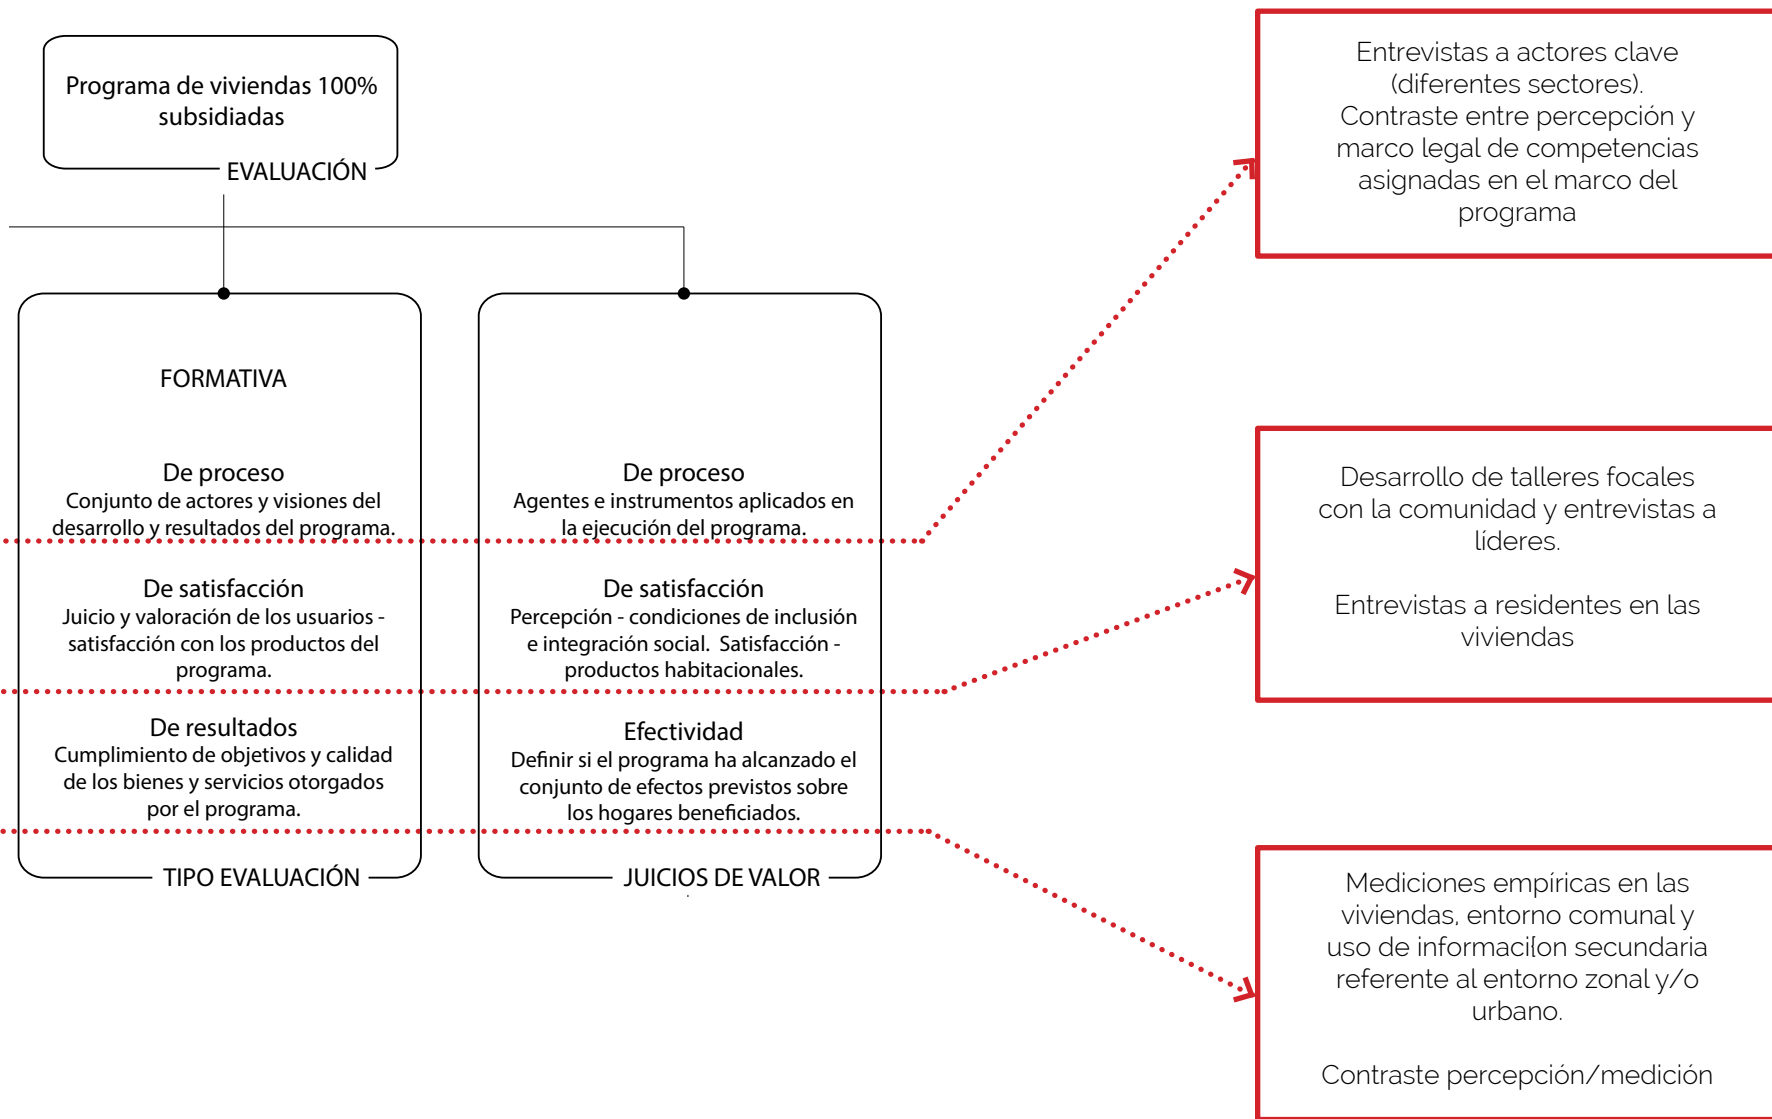 Programa de viviendas 100%
subsidiadas
EVALUACIÓN
FORMATIVA
De proceso
Conjunto de actores y visiones del
desarrollo y resultados del programa.
De satisfacción
Juicio y valoración de los usuarios -
satisfacción con los productos del
programa.
De resultados
Cumplimiento de objetivos y calidad
de los bienes y servicios otorgados
por el programa.
TIPO EVALUACIÓN
De proceso
Agentes e instrumentos aplicados en
la ejecución del programa.
De satisfacción
Percepción - condiciones de inclusión
e integración social. Satisfacción -
productos habitacionales.
Efectividad
Definir si el programa ha alcanzado el
conjunto de efectos previstos sobre
los hogares beneficiados.
JUICIOS DE VALOR
Entrevistas a actores clave
(diferentes sectores).
Contraste entre percepción y
marco legal de competencias
asignadas en el marco del
programa
Desarrollo de talleres focales
con la comunidad y entrevistas a
líderes.
Entrevistas a residentes en las
viviendas
Mediciones empíricas en las
viviendas, entorno comunal y
uso de informaci{on secundaria
referente al entorno zonal y/o
urbano.
Contraste percepción/medición